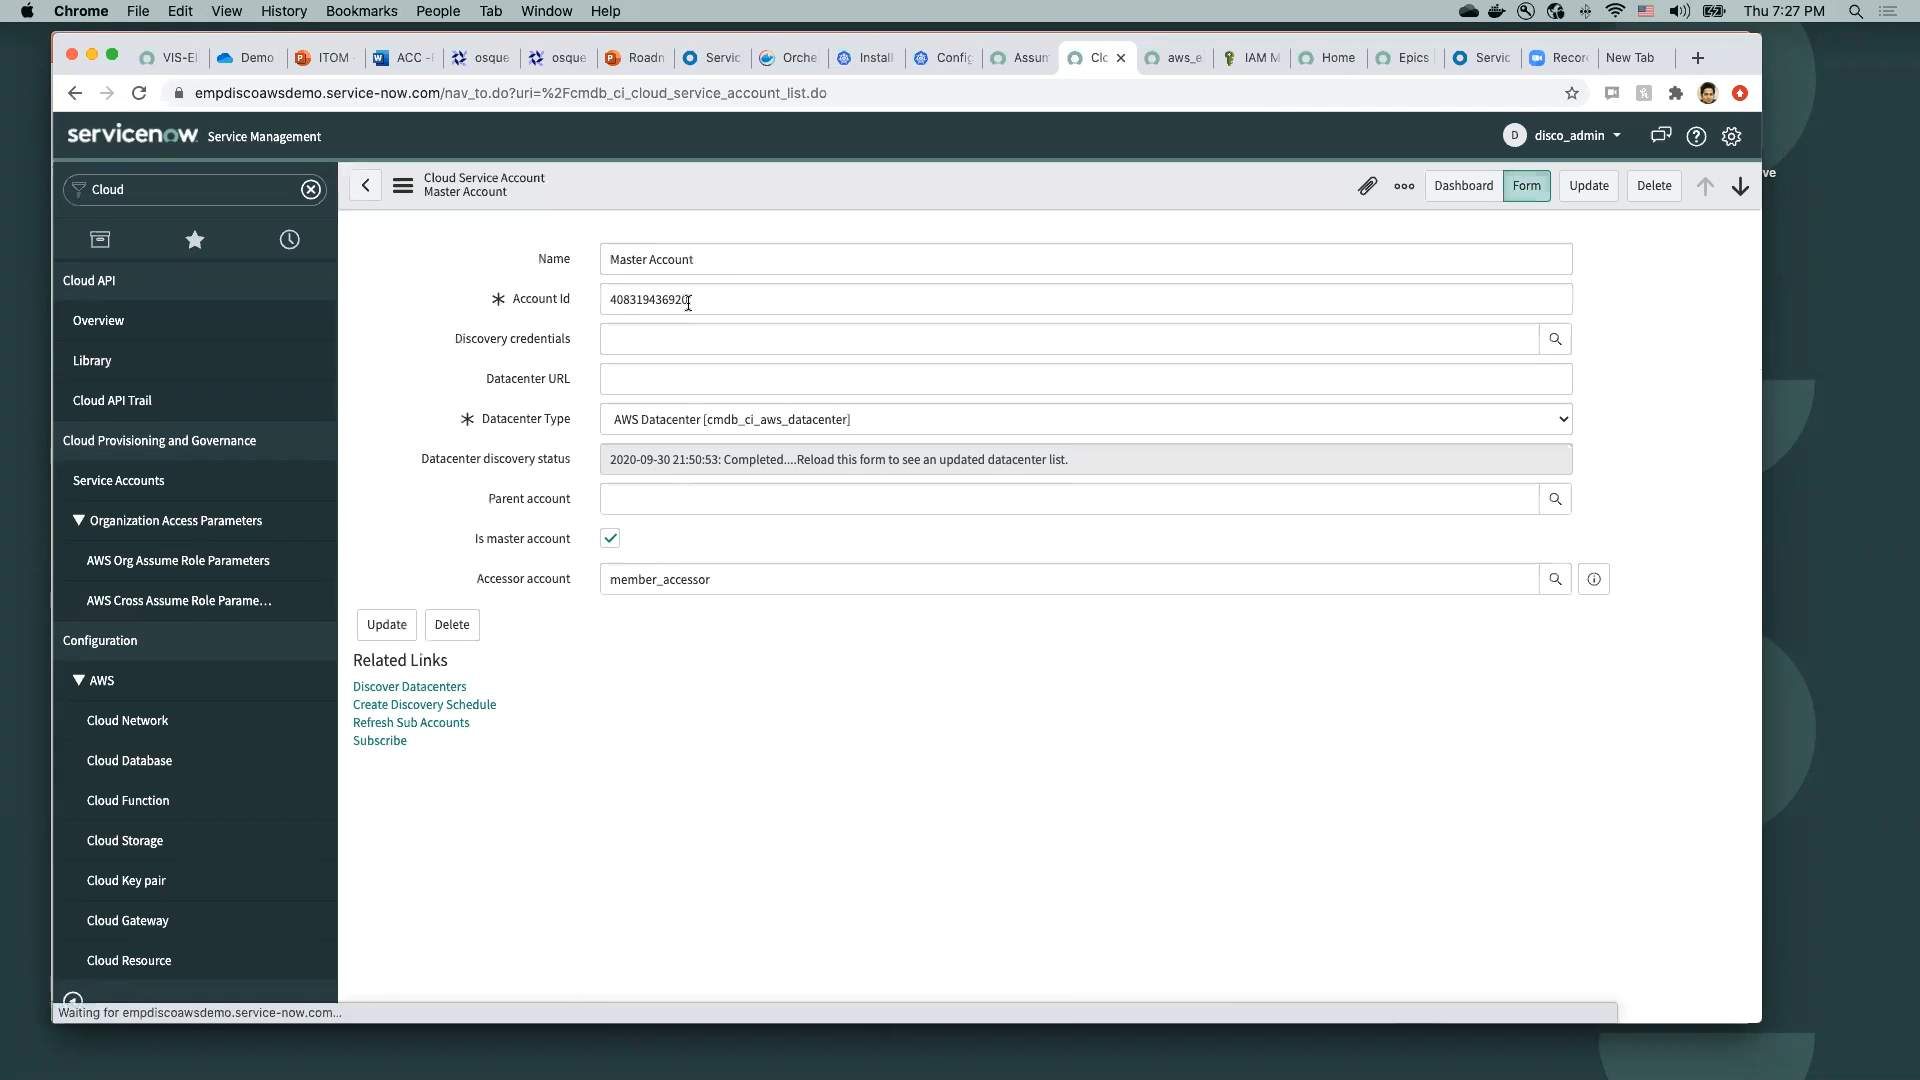 Chrome File Edit View History Bookmarks People Tab Window Help Thu 7:27 PM
VIS-E Demo ITOM ACC - osque osque Roadn Servic Orche Install Config Assum Clo aws_e IAM M Home Epics Servic Recor New Tab
empdiscoawsdemo.service-now.com/nav_to.do?uri=%2Fcmdb_ci_cloud_service_account_list.do
servicenow Service Management
D disco_admin
ve
Cloud
Cloud API
Overview
Library
Cloud API Trail
Cloud Provisioning and Governance
Service Accounts
Organization Access Parameters
AWS Org Assume Role Parameters
AWS Cross Assume Role Parame...
Configuration
AWS
Cloud Network
Cloud Database
Cloud Function
Cloud Storage
Cloud Key pair
Cloud Gateway
Cloud Resource
Cloud Service Account
Master Account
Dashboard Form Update Delete
Name Master Account
Account Id 408319436920
Discovery credentials
Datacenter URL
Datacenter Type AWS Datacenter [cmdb_ci_aws_datacenter]
Datacenter discovery status 2020-09-30 21:50:53: Completed....Reload this form to see an updated datacenter list.
Parent account
Is master account
Accessor account member_accessor
Update Delete
Related Links
Discover Datacenters
Create Discovery Schedule
Refresh Sub Accounts
Subscribe
Waiting for empdiscoawsdemo.service-now.com...